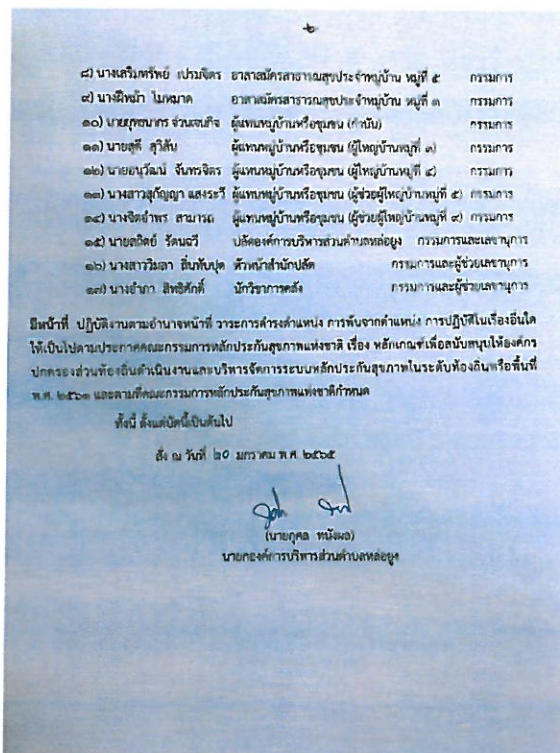 ๒
๘) นางเสริมทรัพย์ เปรมจิตร อาสาสมัครสาธารณสุขประจำหมู่บ้าน หมู่ที่ ๕ กรรมการ
๙) นางฝีหม๊ะ ไมหมาด อาสาสมัครสาธารณสุขประจำหมู่บ้าน หมู่ที่ ๓ กรรมการ
๑๐) นายยุทธนากร ช่วนเจนกิจ ผู้แทนหมู่บ้านหรือชุมชน (กำนัน) กรรมการ
๑๑) นายสุดี สุวิสัน ผู้แทนหมู่บ้านหรือชุมชน (ผู้ใหญ่บ้านหมู่ที่ ๓) กรรมการ
๑๒) นายอนุวัฒน์ จันทรจิตร ผู้แทนหมู่บ้านหรือชุมชน (ผู้ใหญ่บ้านหมู่ที่ ๔) กรรมการ
๑๓) นางสาวสุกัญญา แสงระวี ผู้แทนหมู่บ้านหรือชุมชน (ผู้ช่วยผู้ใหญ่บ้านหมู่ที่ ๕) กรรมการ
๑๔) นางจิตอำพร สามารถ ผู้แทนหมู่บ้านหรือชุมชน (ผู้ช่วยผู้ใหญ่บ้านหมู่ที่ ๙) กรรมการ
๑๕) นายสถิตย์ รัตนฉวี ปลัดองค์การบริหารส่วนตำบลหล่อยูง กรรมการและเลขานุการ
๑๖) นางสาววิมลา ลิ่นทับปุด หัวหน้าสำนักปลัด กรรมการและผู้ช่วยเลขานุการ
๑๗) นางอำภา สิทธิศักดิ์ นักวิชาการคลัง กรรมการและผู้ช่วยเลขานุการ
มีหน้าที่ ปฏิบัติงานตามอำนาจหน้าที่ วาระการดำรงตำแหน่ง การพ้นจากตำแหน่ง การปฏิบัติในเรื่องอื่นใด
ให้เป็นไปตามประกาศคณะกรรมการหลักประกันสุขภาพแห่งชาติ เรื่อง หลักเกณฑ์เพื่อสนับสนุนให้องค์กร
ปกครองส่วนท้องถิ่นดำเนินงานและบริหารจัดการระบบหลักประกันสุขภาพในระดับท้องถิ่นหรือพื้นที่
พ.ศ. ๒๕๖๑ และตามที่คณะกรรมการหลักประกันสุขภาพแห่งชาติกำหนด
ทั้งนี้ ตั้งแต่บัดนี้เป็นต้นไป
สั่ง ณ วันที่ ๒๐ มกราคม พ.ศ. ๒๕๖๕
(นายกุศล ทนังผล)
นายกองค์การบริหารส่วนตำบลหล่อยูง